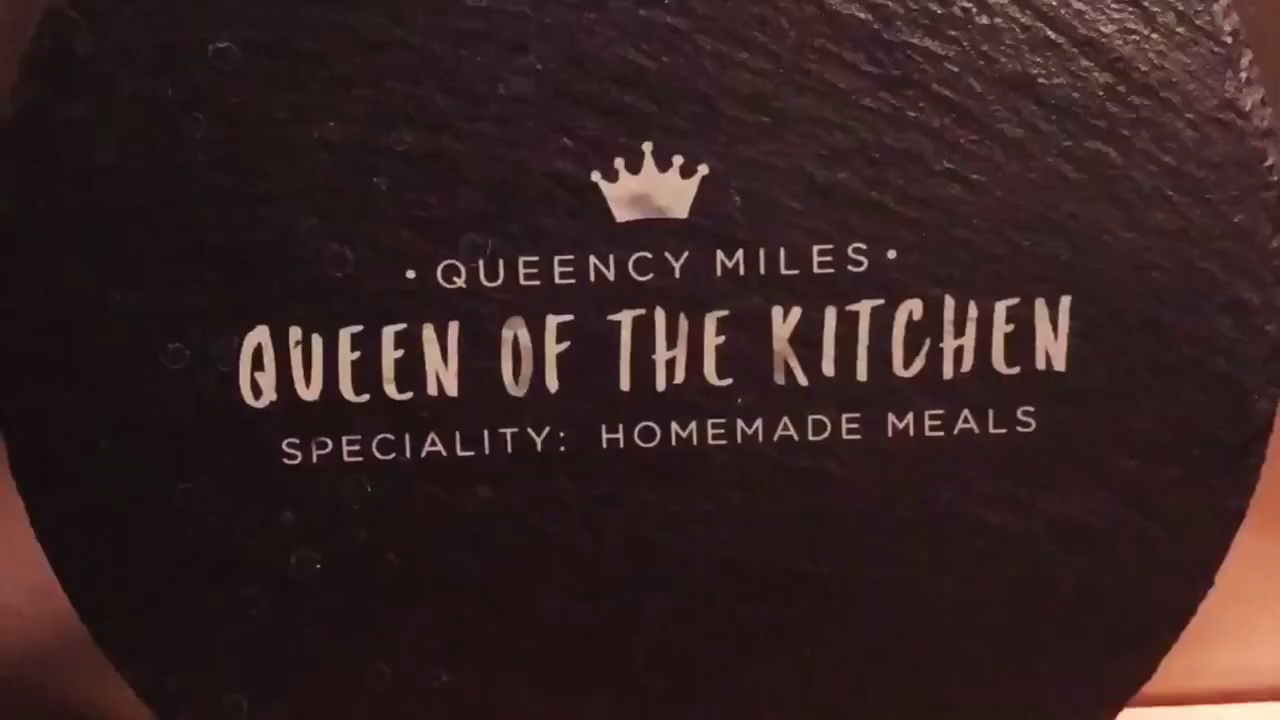 • QUEENCY MILES •
QUEEN OF THE KITCHEN
SPECIALITY: HOMEMADE MEALS